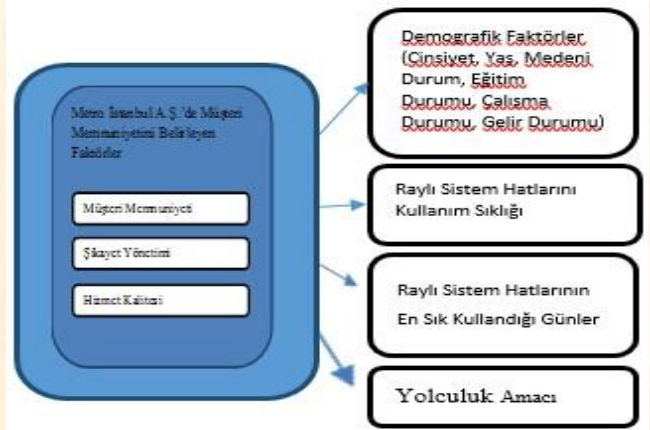 Metro İstanbul A.Ş.'de Müşteri
Memnuniyetini Belirleyen
Faktörler
Müşteri Memnuniyeti
Şikayet Yönetimi
Hizmet Kalitesi
Demografik Faktörler
(Cinsiyet, Yaş, Medeni
Durum, Eğitim
Durumu, Çalışma
Durumu, Gelir Durumu)
Raylı Sistem Hatlarını
Kullanım Sıklığı
Raylı Sistem Hatlarının
En Sık Kullandığı Günler
Yolculuk Amacı